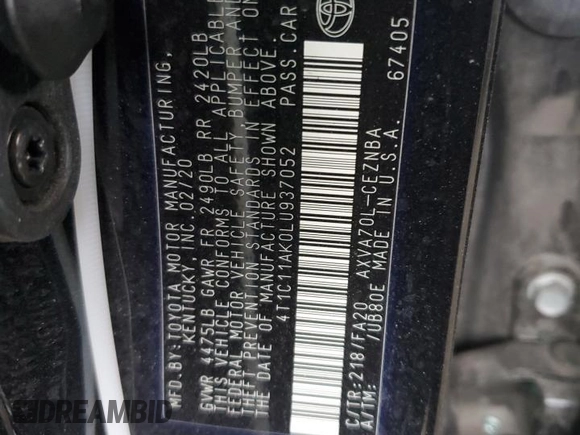 MFD. BY: TOYOTA MOTOR MANUFACTURING,
KENTUCKY, INC. 02/20
GVWR 4475LB GAWR FR 2490LB RR 2420LB
THIS VEHICLE CONFORMS TO ALL APPLICABLE
FEDERAL MOTOR VEHICLE SAFETY, BUMPER AND
THEFT PREVENTION STANDARDS IN EFFECT ON
THE DATE OF MANUFACTURE SHOWN ABOVE.
4T1C11AK0LU937052 PASS. CAR
C/TR: 218/FA20 AXVA70L-CEZNBA
A/TM: /UB80E MADE IN U.S.A. 67405
DREAMBID